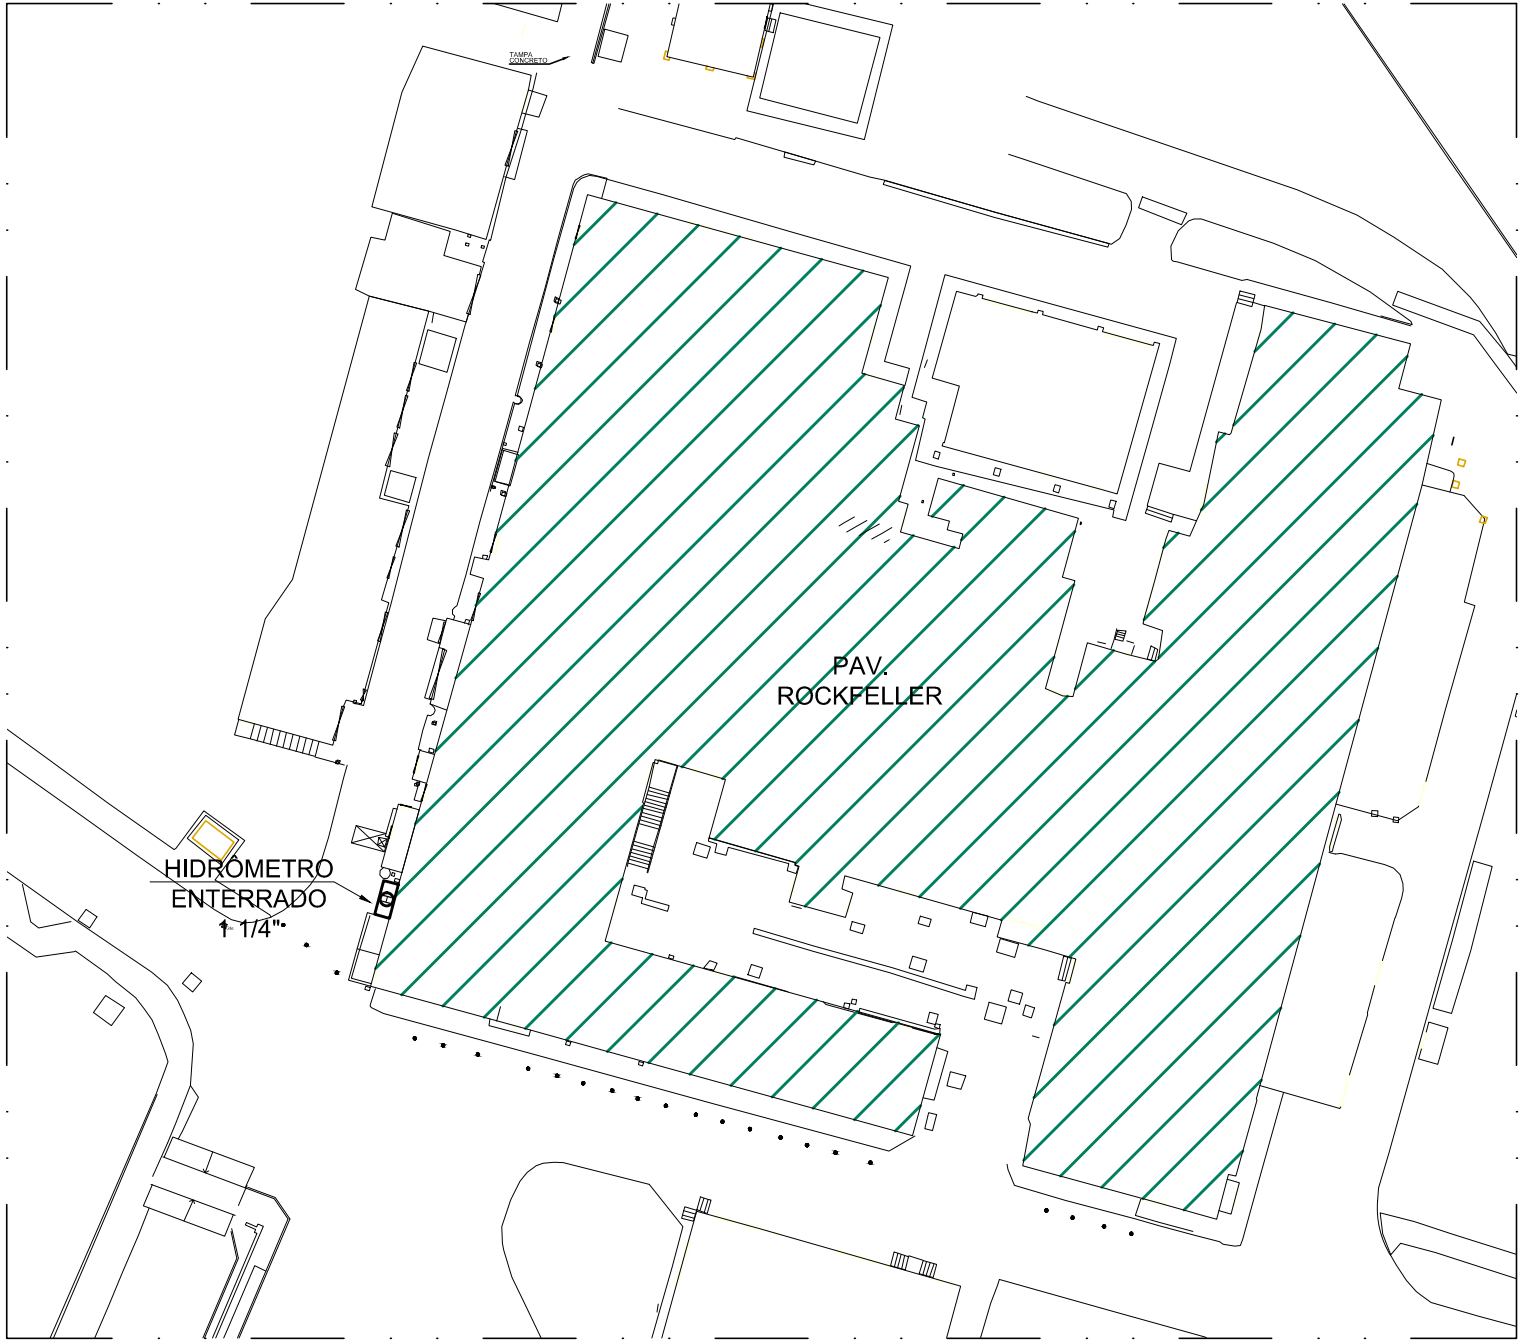 TAMPA
CONCRETO
PAV.
ROCKFELLER
HIDRÔMETRO
ENTERRADO
1 1/4"